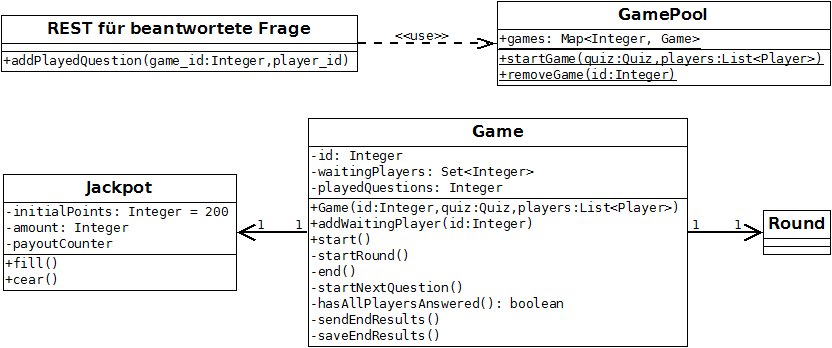 REST für beantwortete Frage
+addPlayedQuestion(game_id:Integer,player_id)
<<use>>
GamePool
+games: Map<Integer, Game>
+startGame(quiz:Quiz,players:List<Player>)
+removeGame(id:Integer)
Jackpot
-initialPoints: Integer = 200
-amount: Integer
-payoutCounter
+fill()
+cear()
1 1
Game
-id: Integer
-waitingPlayers: Set<Integer>
-playedQuestions: Integer
+Game(id:Integer,quiz:Quiz,players:List<Player>)
+addWaitingPlayer(id:Integer)
+start()
-startRound()
-end()
-startNextQuestion()
-hasAllPlayersAnswered(): boolean
-sendEndResults()
-saveEndResults()
1 1
Round